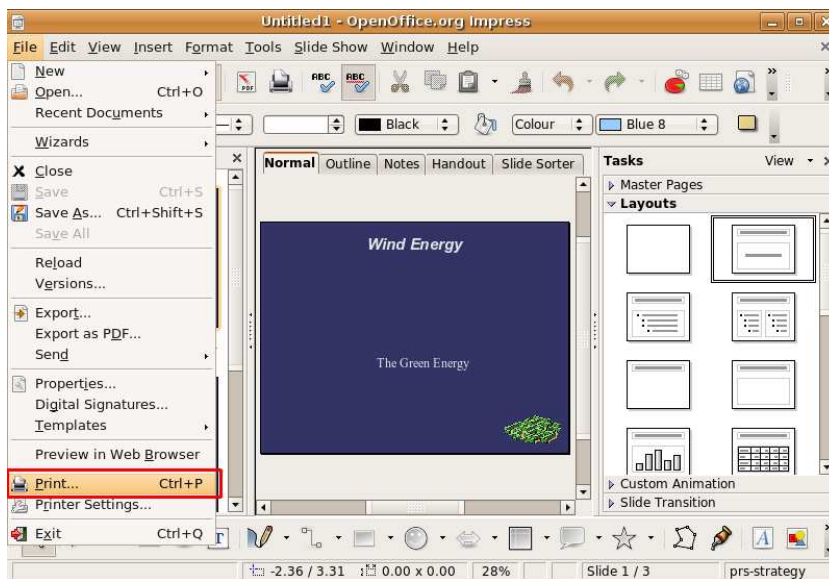 Untitled1 - OpenOffice.org Impress
File Edit View Insert Format Tools Slide Show Window Help
New
Open... Ctrl+O
Recent Documents
Wizards
Close
Save Ctrl+S
Save As... Ctrl+Shift+S
Save All
Reload
Versions...
Export...
Export as PDF...
Send
Properties...
Digital Signatures...
Templates
Preview in Web Browser
Print... Ctrl+P
Printer Settings...
Exit Ctrl+Q
PDF ABC ABC
Black Colour Blue 8
Normal Outline Notes Handout Slide Sorter
Wind Energy
The Green Energy
Tasks View
Master Pages
Layouts
Custom Animation
Slide Transition
T A
-2.36 / 3.31 0.00 x 0.00 28% Slide 1 / 3 prs-strategy